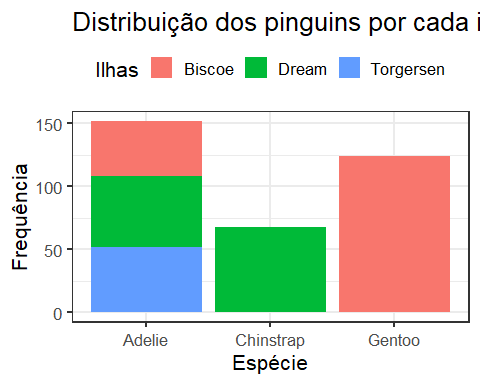 Distribuição dos pinguins por cada i
Ilhas Biscoe Dream Torgersen
Frequência
150
100
50
0
Adelie Chinstrap Gentoo
Espécie